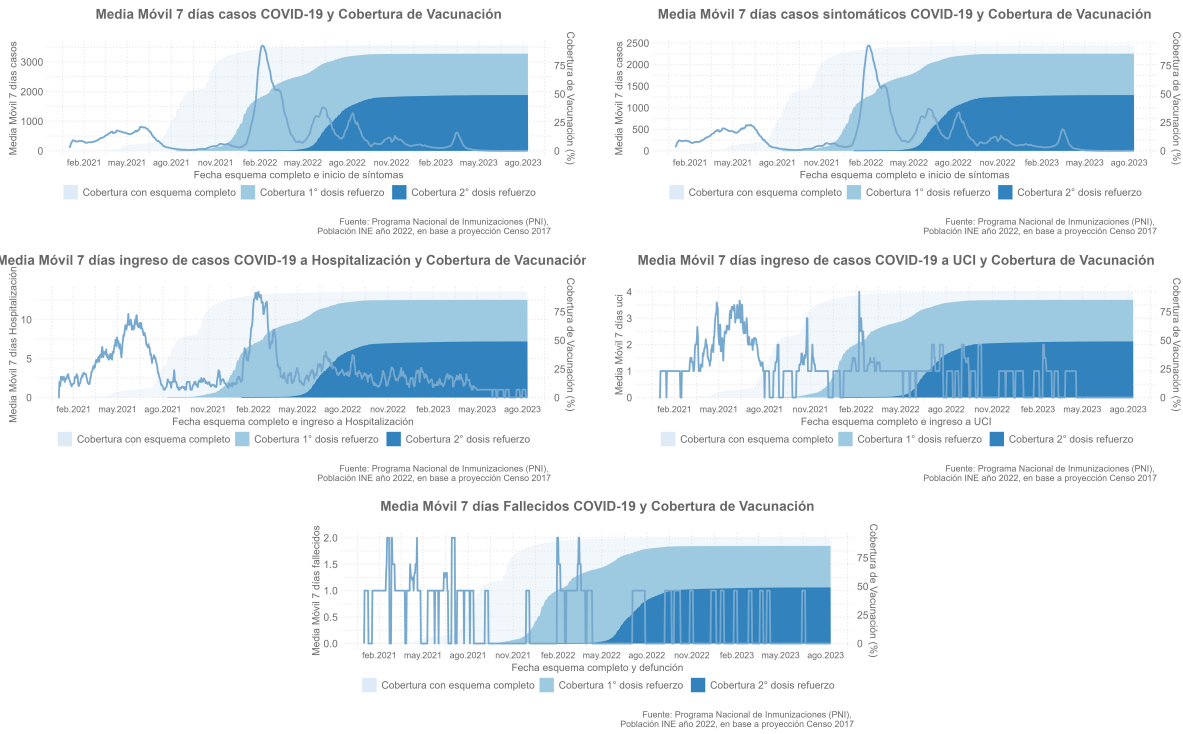 Media Móvil 7 días casos COVID-19 y Cobertura de Vacunación
Media Móvil 7 días casos
3000
2000
1000
0
Cobertura de Vacunación (%)
75
50
25
0
feb.2021 may.2021 ago.2021 nov.2021 feb.2022 may.2022 ago.2022 nov.2022 feb.2023 may.2023 ago.2023
Fecha esquema completo e inicio de síntomas
Cobertura con esquema completo Cobertura 1° dosis refuerzo Cobertura 2° dosis refuerzo
Fuente: Programa Nacional de Inmunizaciones (PNI),
Población INE año 2022, en base a proyección Censo 2017
Media Móvil 7 días casos sintomáticos COVID-19 y Cobertura de Vacunación
Media Móvil 7 días casos
2500
2000
1500
1000
500
0
Cobertura de Vacunación (%)
75
50
25
0
feb.2021 may.2021 ago.2021 nov.2021 feb.2022 may.2022 ago.2022 nov.2022 feb.2023 may.2023 ago.2023
Fecha esquema completo e inicio de síntomas
Cobertura con esquema completo Cobertura 1° dosis refuerzo Cobertura 2° dosis refuerzo
Fuente: Programa Nacional de Inmunizaciones (PNI),
Población INE año 2022, en base a proyección Censo 2017
Media Móvil 7 días ingreso de casos COVID-19 a Hospitalización y Cobertura de Vacunación
Media Móvil 7 días Hospitalización
10
5
0
Cobertura de Vacunación (%)
75
50
25
0
feb.2021 may.2021 ago.2021 nov.2021 feb.2022 may.2022 ago.2022 nov.2022 feb.2023 may.2023 ago.2023
Fecha esquema completo e ingreso a Hospitalización
Cobertura con esquema completo Cobertura 1° dosis refuerzo Cobertura 2° dosis refuerzo
Fuente: Programa Nacional de Inmunizaciones (PNI),
Población INE año 2022, en base a proyección Censo 2017
Media Móvil 7 días ingreso de casos COVID-19 a UCI y Cobertura de Vacunación
Media Móvil 7 días uci
4
3
2
1
0
Cobertura de Vacunación (%)
75
50
25
0
feb.2021 may.2021 ago.2021 nov.2021 feb.2022 may.2022 ago.2022 nov.2022 feb.2023 may.2023 ago.2023
Fecha esquema completo e ingreso a UCI
Cobertura con esquema completo Cobertura 1° dosis refuerzo Cobertura 2° dosis refuerzo
Fuente: Programa Nacional de Inmunizaciones (PNI),
Población INE año 2022, en base a proyección Censo 2017
Media Móvil 7 días Fallecidos COVID-19 y Cobertura de Vacunación
Media Móvil 7 días fallecidos
2.0
1.5
1.0
0.5
0.0
Cobertura de Vacunación (%)
75
50
25
0
feb.2021 may.2021 ago.2021 nov.2021 feb.2022 may.2022 ago.2022 nov.2022 feb.2023 may.2023 ago.2023
Fecha esquema completo y defunción
Cobertura con esquema completo Cobertura 1° dosis refuerzo Cobertura 2° dosis refuerzo
Fuente: Programa Nacional de Inmunizaciones (PNI),
Población INE año 2022, en base a proyección Censo 2017